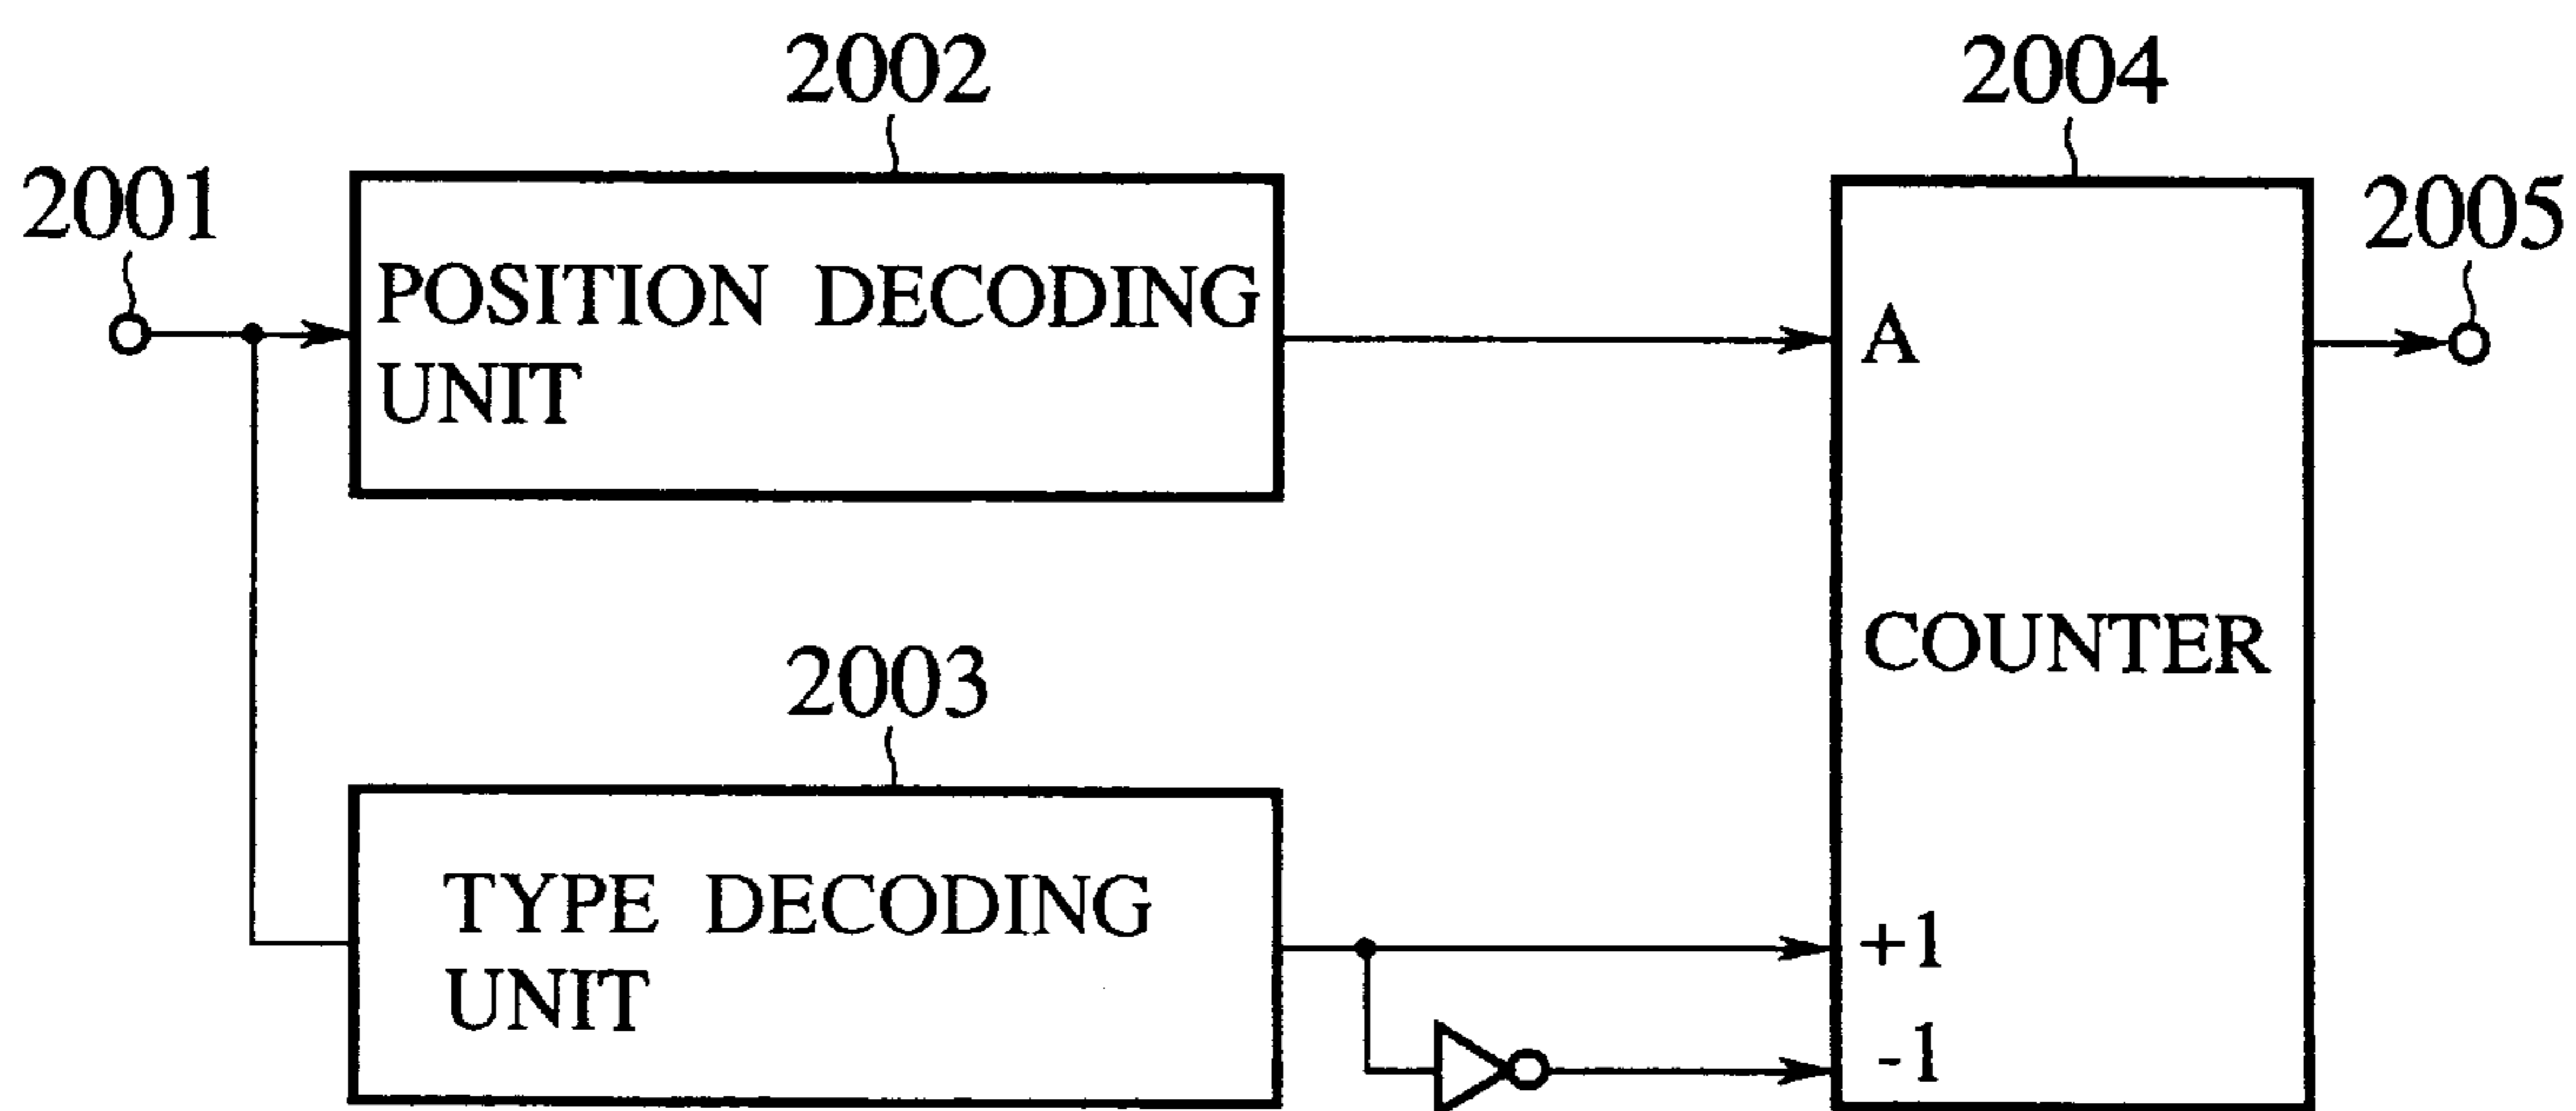 2002
2004
2001
2005
POSITION DECODING
UNIT
A
COUNTER
2003
TYPE DECODING
UNIT
+1
-1